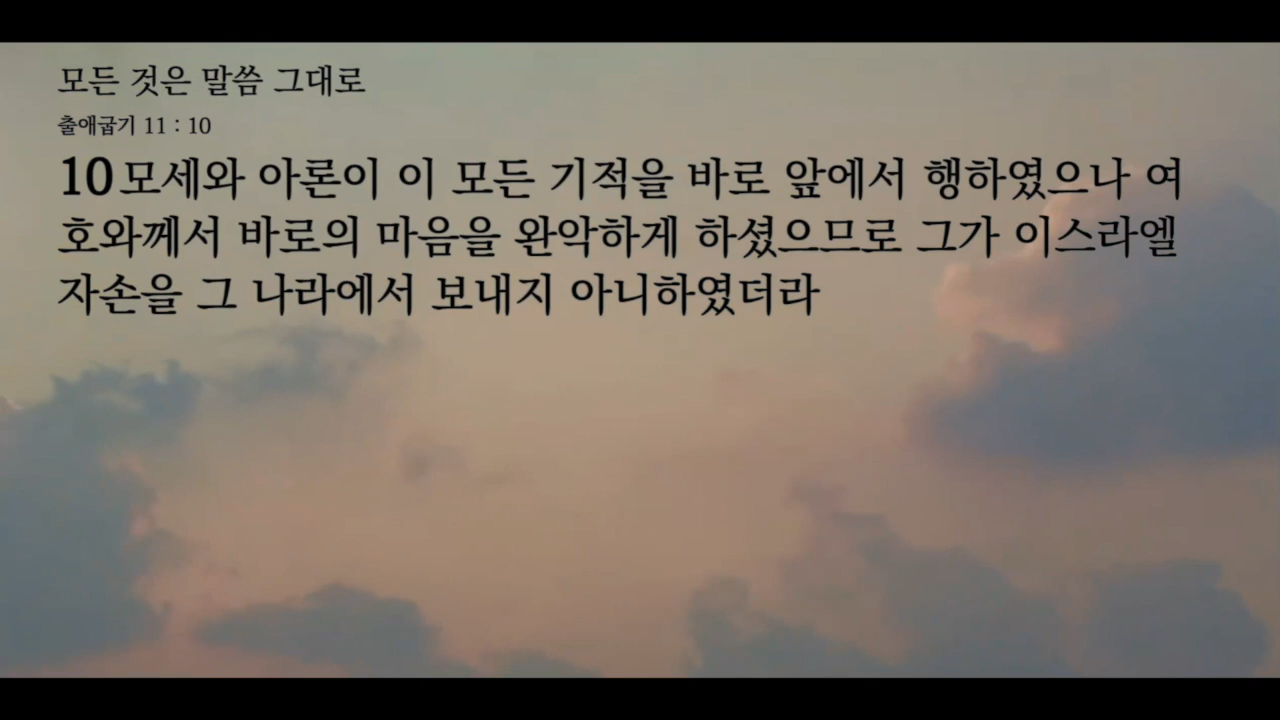 모든 것은 말씀 그대로
출애굽기 11 : 10
10 모세와 아론이 이 모든 기적을 바로 앞에서 행하였으나 여
호와께서 바로의 마음을 완악하게 하셨으므로 그가 이스라엘
자손을 그 나라에서 보내지 아니하였더라